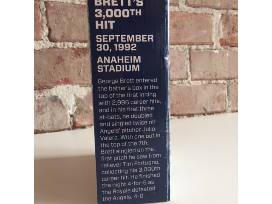 BRETT'S
3,000TH
HIT
SEPTEMBER
30, 1992
ANAHEIM
STADIUM
George Brett entered
the batter's box in the
top of the first inning
with 2,996 career hits,
and in his first three
at-bats, he doubled
and singled twice off
Angels' pitcher Julio
Valera. With one out in
the top of the 7th,
Brett singled on the
first pitch he saw from
reliever Tim Fortugno,
collecting his 3,000th
career hit. He finished
the night 4-for-5 as
the Royals defeated
the Angels, 4-0